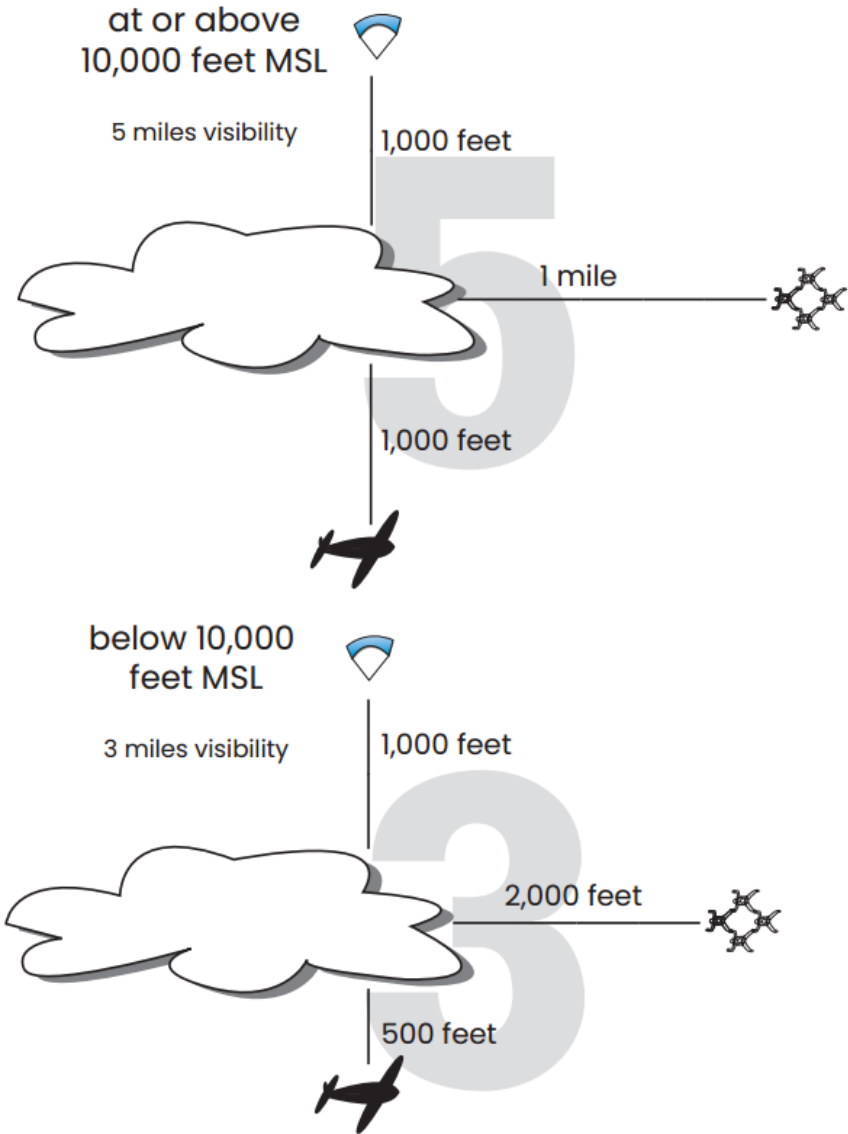 at or above
10,000 feet MSL
5 miles visibility
1,000 feet
5
1 mile
1,000 feet
below 10,000
feet MSL
3 miles visibility
1,000 feet
3
2,000 feet
500 feet